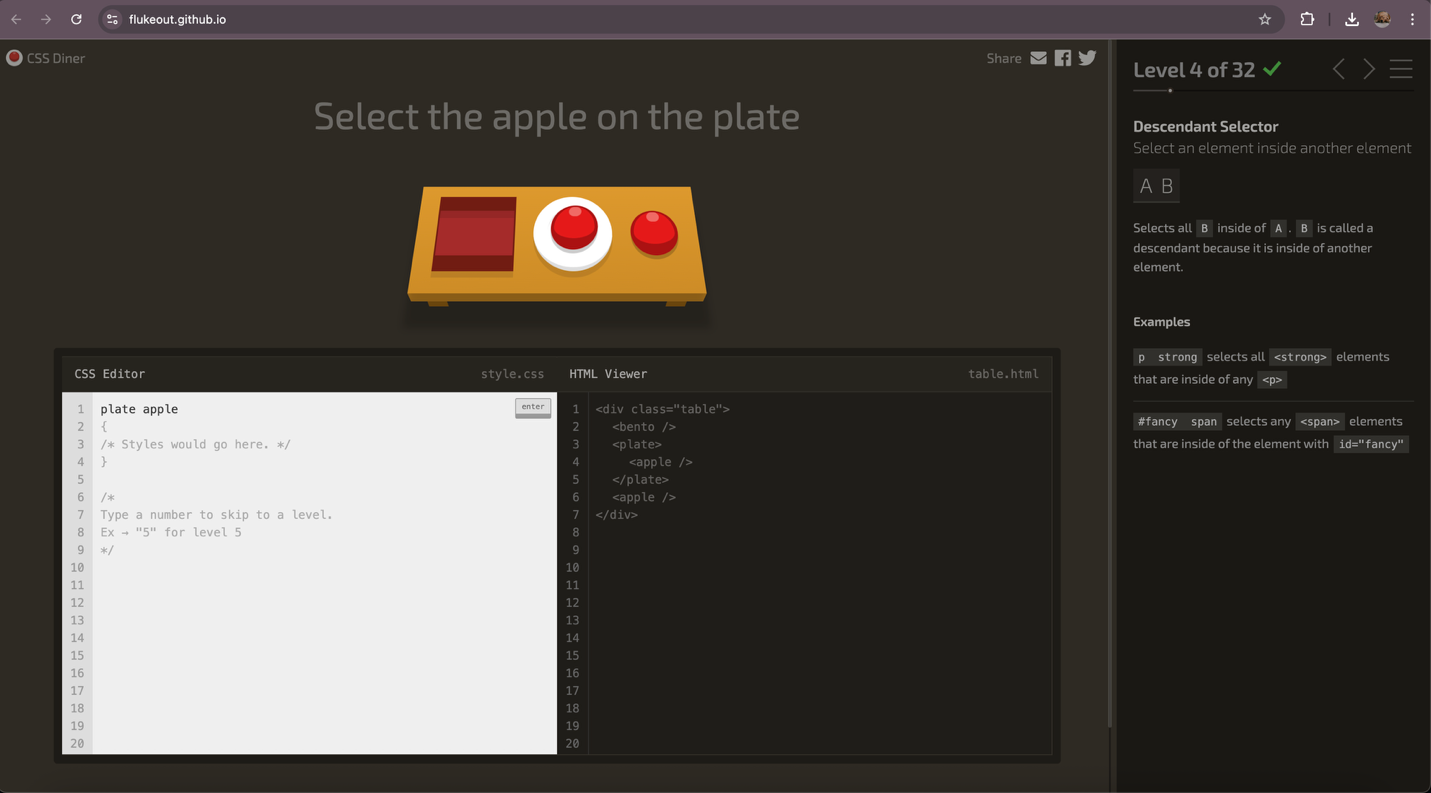 flukeout.github.io
CSS Diner
Share
Select the apple on the plate
CSS Editor style.css
1 plate apple
enter
2 {
3 /* Styles would go here. */
4 }
5
6 /*
7 Type a number to skip to a level.
8 Ex → "5" for level 5
9 */
10
11
12
13
14
15
16
17
18
19
20
HTML Viewer table.html
1 <div class="table">
2 <bento />
3 <plate>
4 <apple />
5 </plate>
6 <apple />
7 </div>
8
9
10
11
12
13
14
15
16
17
18
19
20
Level 4 of 32
Descendant Selector
Select an element inside another element
A B
Selects all B inside of A . B is called a
descendant because it is inside of another
element.
Examples
p strong selects all <strong> elements
that are inside of any <p>
#fancy span selects any <span> elements
that are inside of the element with id="fancy"